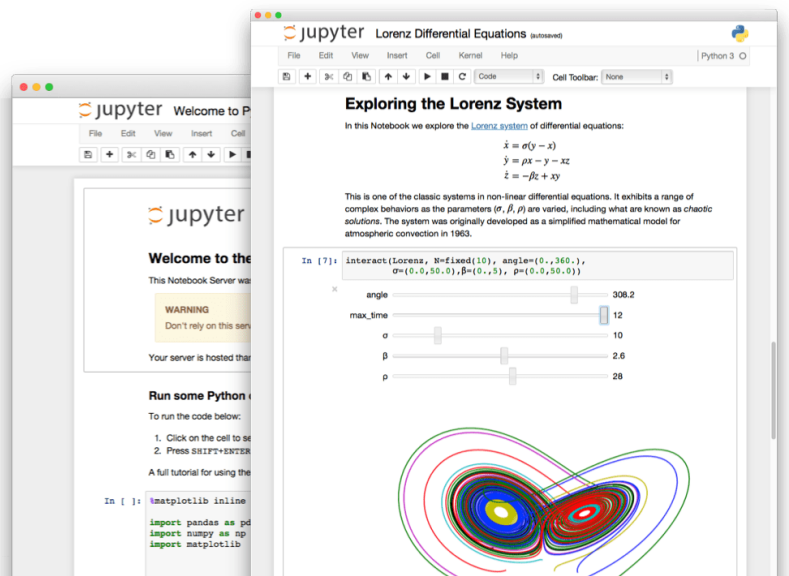 jupyter Lorenz Differential Equations (autosaved)
File Edit View Insert Cell Kernel Help Python 3
Code Cell Toolbar: None
Exploring the Lorenz System
In this Notebook we explore the Lorenz system of differential equations:
ẋ = σ(y − x)
ẏ = ρx − y − xz
ż = −βz + xy
This is one of the classic systems in non-linear differential equations. It exhibits a range of
complex behaviors as the parameters (σ, β, ρ) are varied, including what are known as chaotic
solutions. The system was originally developed as a simplified mathematical model for
atmospheric convection in 1963.
In [7]: interact(Lorenz, N=fixed(10), angle=(0.,360.),
σ=(0.0,50.0),β=(0.,5), ρ=(0.0,50.0))
angle 308.2
max_time 12
σ 10
β 2.6
ρ 28
jupyter Welcome to P
File Edit View Insert Cell
jupyter
Welcome to the
This Notebook Server was
WARNING
Don't rely on this serv
Your server is hosted than
Run some Python
To run the code below:
1. Click on the cell to se
2. Press SHIFT+ENTER
A full tutorial for using the
In [ ]: %matplotlib inline
import pandas as pd
import numpy as np
import matplotlib